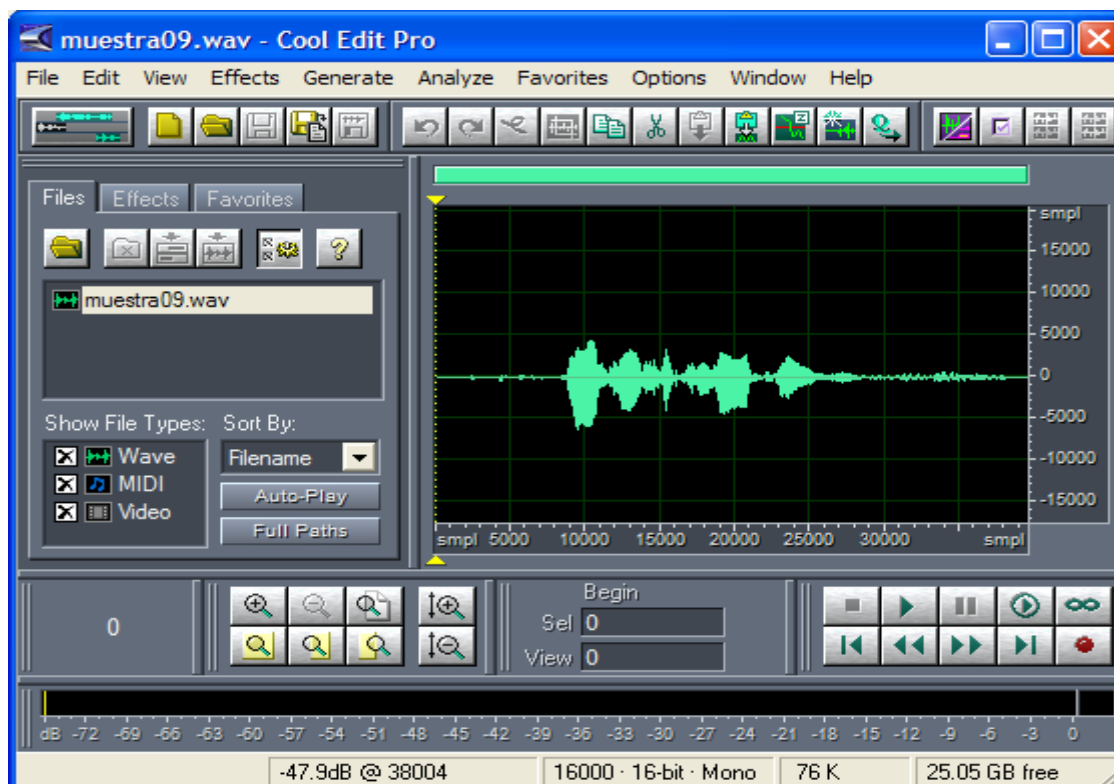 muestra09.wav - Cool Edit Pro
File Edit View Effects Generate Analyze Favorites Options Window Help
Files Effects Favorites
muestra09.wav
Show File Types: Sort By:
Wave
MIDI
Video
Filename
Auto-Play
Full Paths
smpl
15000
10000
5000
0
-5000
-10000
-15000
smpl 5000 10000 15000 20000 25000 30000 smpl
0
Begin
Sel 0
View 0
dB -72 -69 -66 -63 -60 -57 -54 -51 -48 -45 -42 -39 -36 -33 -30 -27 -24 -21 -18 -15 -12 -9 -6 -3 0
-47.9dB @ 38004 16000 · 16-bit · Mono 76 K 25.05 GB free